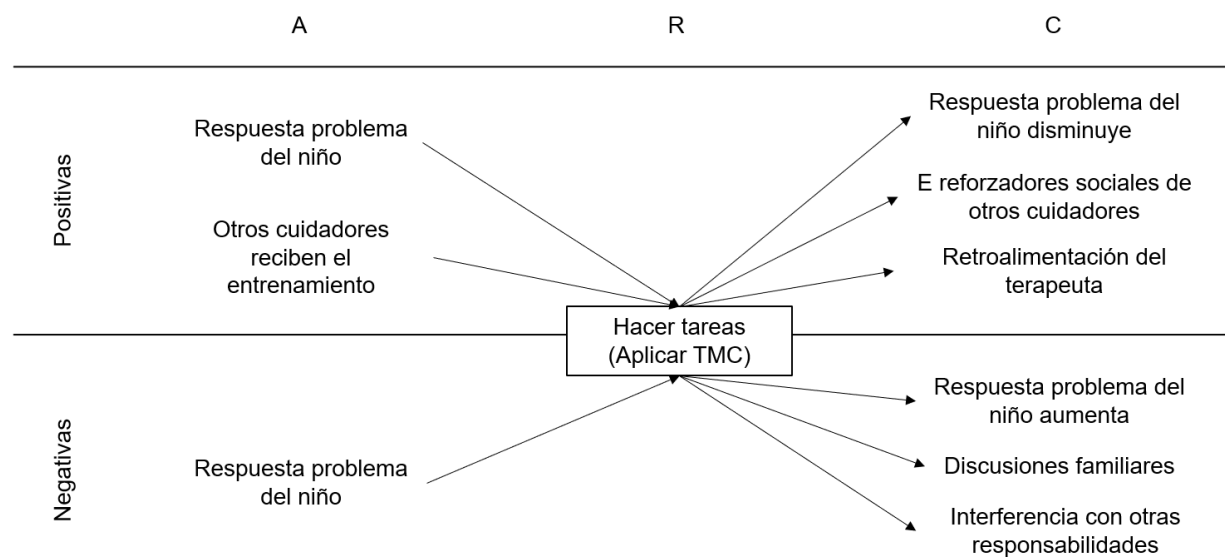 A
R
C
Positivas
Respuesta problema
del niño
Otros cuidadores
reciben el
entrenamiento
Respuesta problema del
niño disminuye
E reforzadores sociales de
otros cuidadores
Retroalimentación del
terapeuta
Hacer tareas
(Aplicar TMC)
Negativas
Respuesta problema
del niño
Respuesta problema del
niño aumenta
Discusiones familiares
Interferencia con otras
responsabilidades